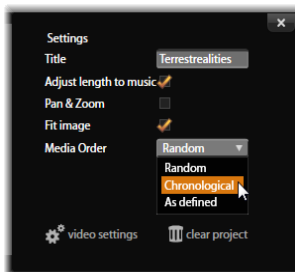 Settings
Title Terrestrealities
Adjust length to music
Pan & Zoom
Fit image
Media Order Random
Random
Chronological
As defined
video settings clear project